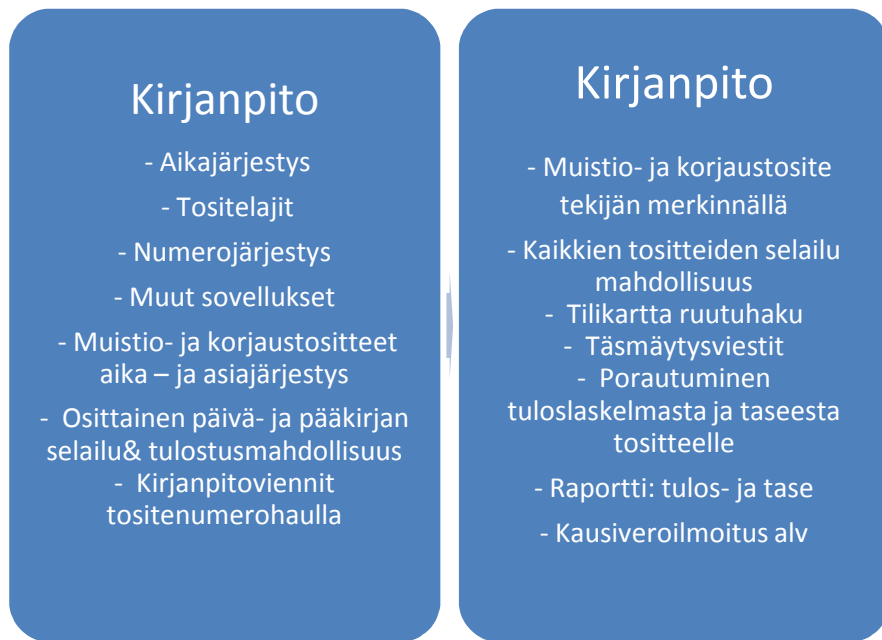 Kirjanpito
- Aikajärjestys
- Tositelajit
- Numerojärjestys
- Muut sovellukset
- Muistio- ja korjaustositteet
aika – ja asiajärjestys
- Osittainen päivä- ja pääkirjan
selailu& tulostusmahdollisuus
- Kirjanpitoviennit
tositenumerohaulla
Kirjanpito
- Muistio- ja korjaustosite
tekijän merkinnällä
- Kaikkien tositteiden selailu
mahdollisuus
- Tilikartta ruutuhaku
- Täsmäytysviestit
- Porautuminen
tuloslaskelmasta ja taseesta
tositteelle
- Raportti: tulos- ja tase
- Kausiveroilmoitus alv